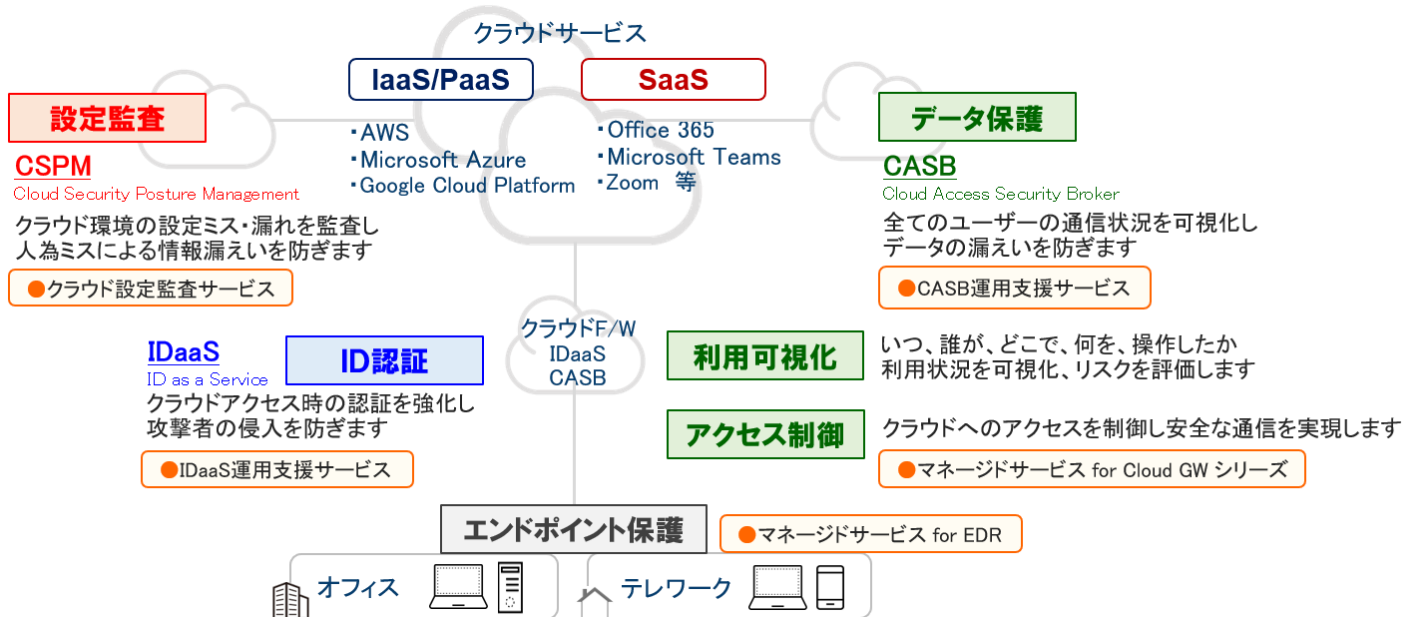 クラウドサービス
IaaS/PaaS
SaaS
・AWS
・Microsoft Azure
・Google Cloud Platform
・Office 365
・Microsoft Teams
・Zoom 等
設定監査
CSPM
Cloud Security Posture Management
クラウド環境の設定ミス・漏れを監査し
人為ミスによる情報漏えいを防ぎます
●クラウド設定監査サービス
データ保護
CASB
Cloud Access Security Broker
全てのユーザーの通信状況を可視化し
データの漏えいを防ぎます
●CASB運用支援サービス
IDaaS
ID as a Service
ID認証
クラウドアクセス時の認証を強化し
攻撃者の侵入を防ぎます
●IDaaS運用支援サービス
クラウドF/W
IDaaS
CASB
利用可視化
いつ、誰が、どこで、何を、操作したか
利用状況を可視化、リスクを評価します
アクセス制御
クラウドへのアクセスを制御し安全な通信を実現します
●マネージドサービス for Cloud GW シリーズ
エンドポイント保護
●マネージドサービス for EDR
オフィス
テレワーク